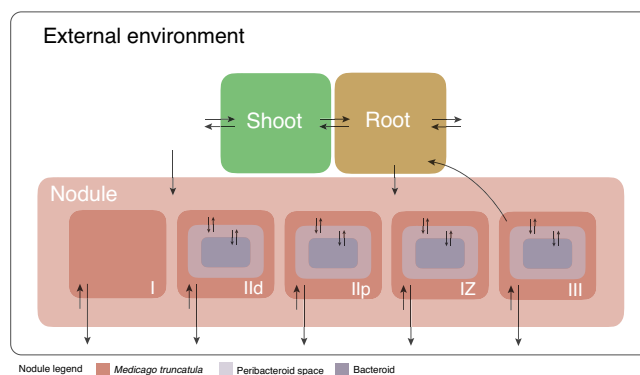 External environment
Shoot Root
Nodule
I IId IIp IZ III
Nodule legend Medicago truncatula Peribacteroid space Bacteroid